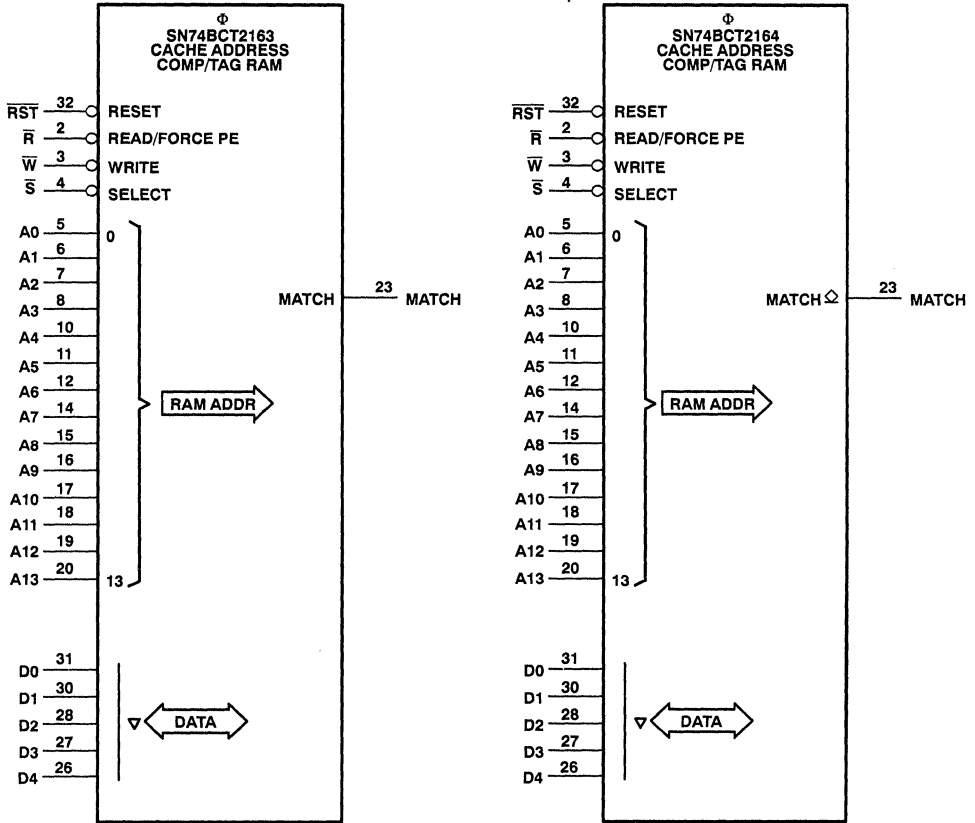 Φ
SN74BCT2163
CACHE ADDRESS
COMP/TAG RAM
RST 32 RESET
R 2 READ/FORCE PE
W 3 WRITE
S 4 SELECT
A0 5 0
A1 6
A2 7
A3 8
MATCH 23 MATCH
A4 10
A5 11
A6 12
RAM ADDR
A7 14
A8 15
A9 16
A10 17
A11 18
A12 19
A13 20 13
D0 31
D1 30
D2 28 ▽ DATA
D3 27
D4 26
Φ
SN74BCT2164
CACHE ADDRESS
COMP/TAG RAM
RST 32 RESET
R 2 READ/FORCE PE
W 3 WRITE
S 4 SELECT
A0 5 0
A1 6
A2 7
A3 8
MATCH 23 MATCH
A4 10
A5 11
A6 12
RAM ADDR
A7 14
A8 15
A9 16
A10 17
A11 18
A12 19
A13 20 13
D0 31
D1 30
D2 28 ▽ DATA
D3 27
D4 26